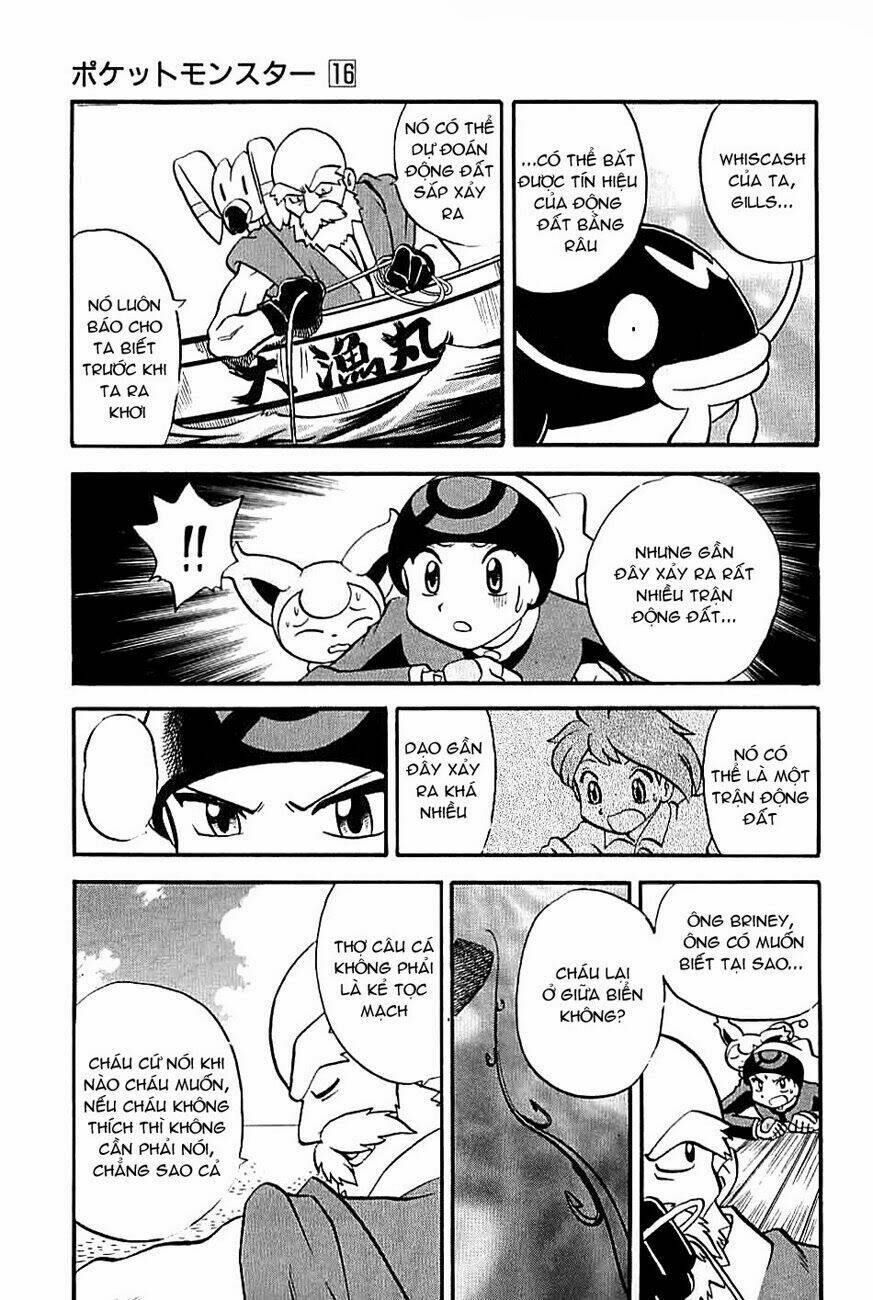 ポケットモンスター 16
WHISCASH
CỦA TA,
GILLS...
...CÓ THỂ BẮT
ĐƯỢC TÍN HIỆU
CỦA ĐỘNG
ĐẤT BẰNG
RÂU
NÓ CÓ THỂ
DỰ ĐOÁN
ĐỘNG ĐẤT
SẮP XẢY
RA
NÓ LUÔN
BÁO CHO
TA BIẾT
TRƯỚC KHI
TA RA
KHƠI
大漁丸
NHƯNG GẦN
ĐÂY XẢY RA RẤT
NHIỀU TRẬN
ĐỘNG ĐẤT...
!!
NÓ CÓ
THỂ LÀ MỘT
TRẬN ĐỘNG
ĐẤT
DẠO GẦN
ĐÂY XẢY
RA KHÁ
NHIỀU
ÔNG BRINEY,
ÔNG CÓ MUỐN
BIẾT TẠI SAO...
CHÁU LẠI
Ở GIỮA BIỂN
KHÔNG?
THỢ CÂU CÁ
KHÔNG PHẢI
LÀ KẺ TỌC
MẠCH
CHÁU CỨ NÓI KHI
NÀO CHÁU MUỐN,
NẾU CHÁU KHÔNG
THÍCH THÌ KHÔNG
CẦN PHẢI NÓI,
CHẲNG SAO CẢ